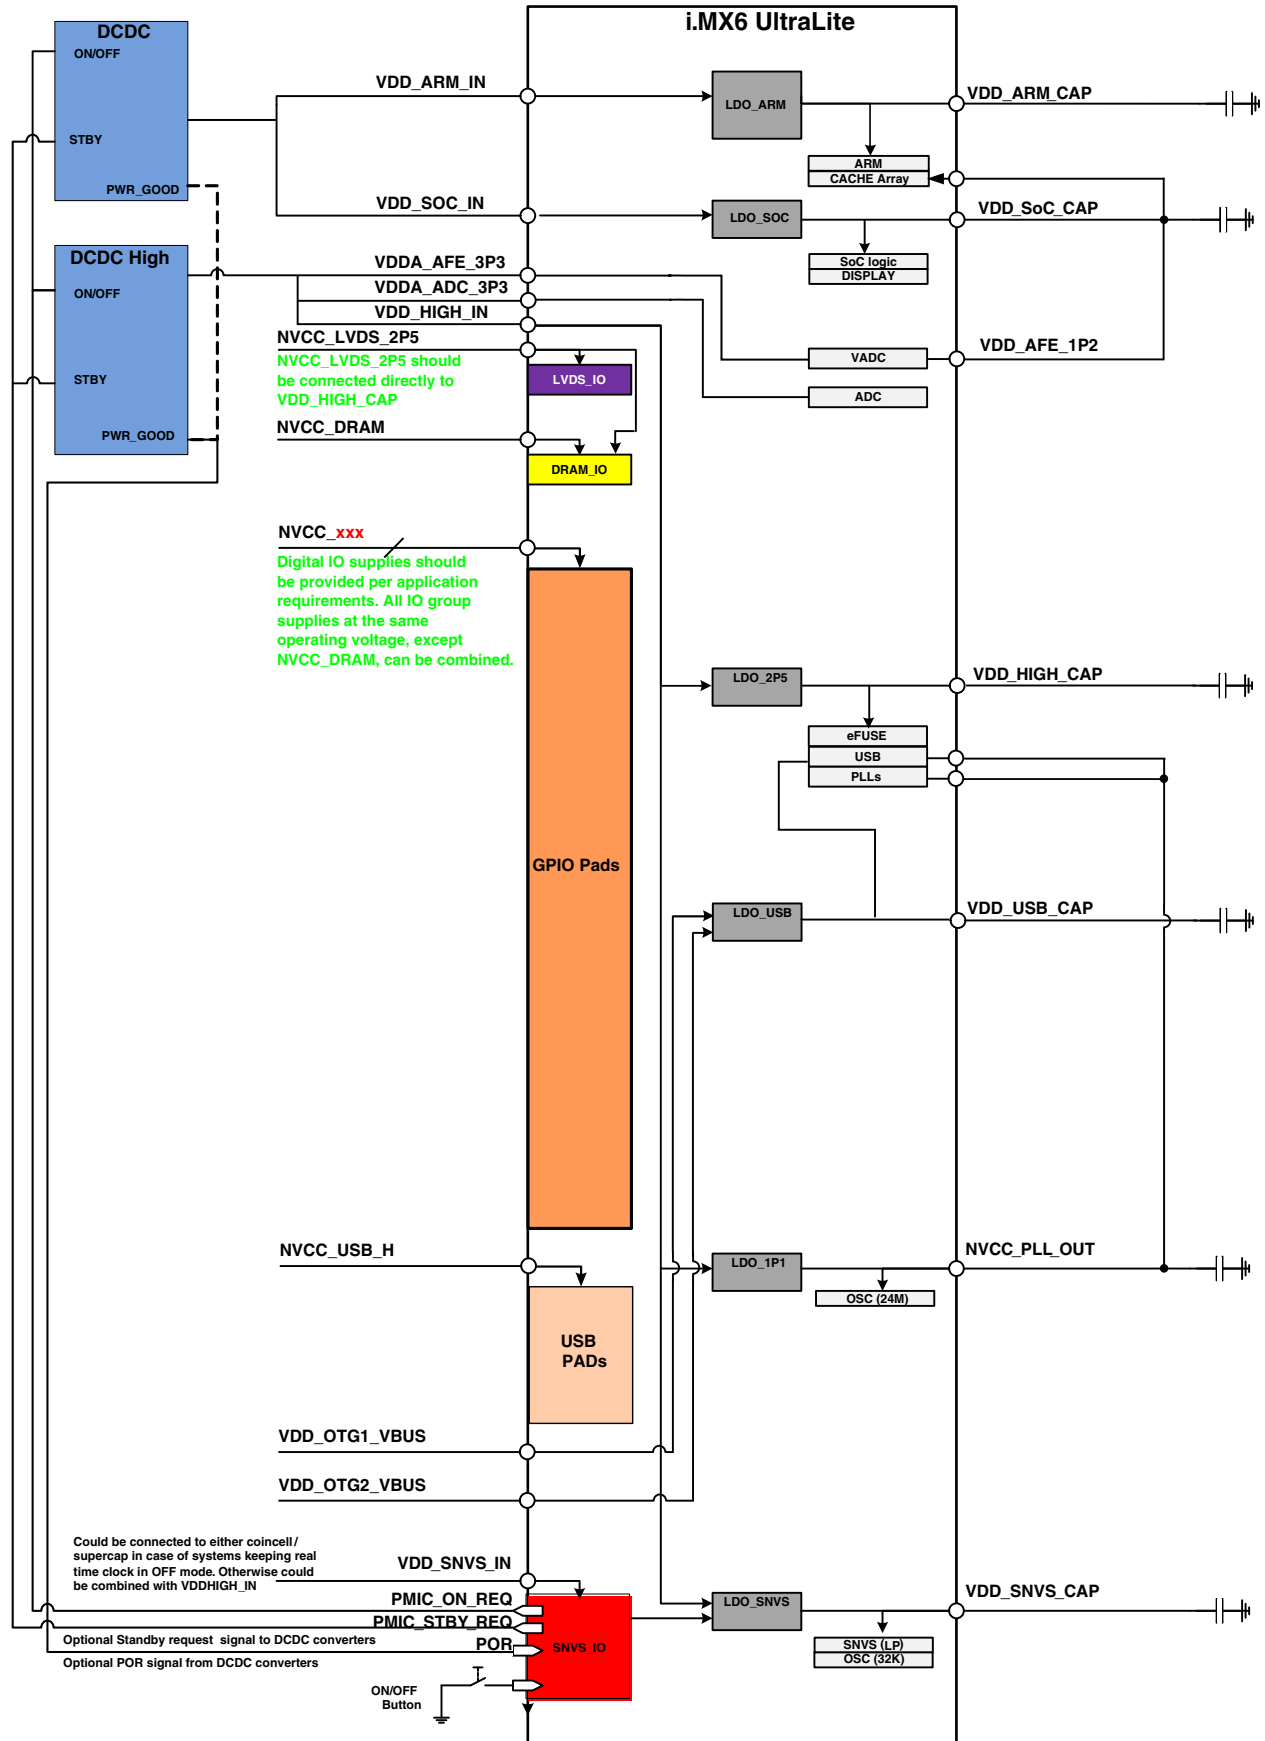 i.MX6 UltraLite
DCDC
ON/OFF
STBY
PWR_GOOD
VDD_ARM_IN
LDO_ARM
VDD_ARM_CAP
ARM
CACHE Array
VDD_SOC_IN
LDO_SOC
VDD_SoC_CAP
SoC logic
DISPLAY
DCDC High
ON/OFF
STBY
PWR_GOOD
VDDA_AFE_3P3
VDDA_ADC_3P3
VDD_HIGH_IN
NVCC_LVDS_2P5
NVCC_LVDS_2P5 should
be connected directly to
VDD_HIGH_CAP
LVDS_IO
VADC
VDD_AFE_1P2
ADC
NVCC_DRAM
DRAM_IO
NVCC_xxx
Digital IO supplies should
be provided per application
requirements. All IO group
supplies at the same
operating voltage, except
NVCC_DRAM, can be combined.
GPIO Pads
LDO_2P5
VDD_HIGH_CAP
eFUSE
USB
PLLs
LDO_USB
VDD_USB_CAP
NVCC_USB_H
USB
PADs
LDO_1P1
NVCC_PLL_OUT
OSC (24M)
VDD_OTG1_VBUS
VDD_OTG2_VBUS
Could be connected to either coincell/
supercap in case of systems keeping real
time clock in OFF mode. Otherwise could
be combined with VDDHIGH_IN
VDD_SNVS_IN
PMIC_ON_REQ
PMIC_STBY_REQ
Optional Standby request signal to DCDC converters
POR
Optional POR signal from DCDC converters
SNVS_IO
ON/OFF
Button
LDO_SNVS
VDD_SNVS_CAP
SNVS (LP)
OSC (32K)